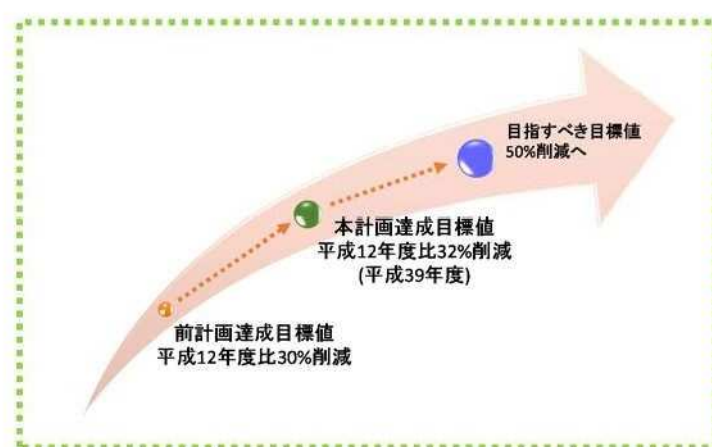 目指すべき目標値
50%削減へ
本計画達成目標値
平成12年度比32%削減
(平成39年度)
前計画達成目標値
平成12年度比30%削減